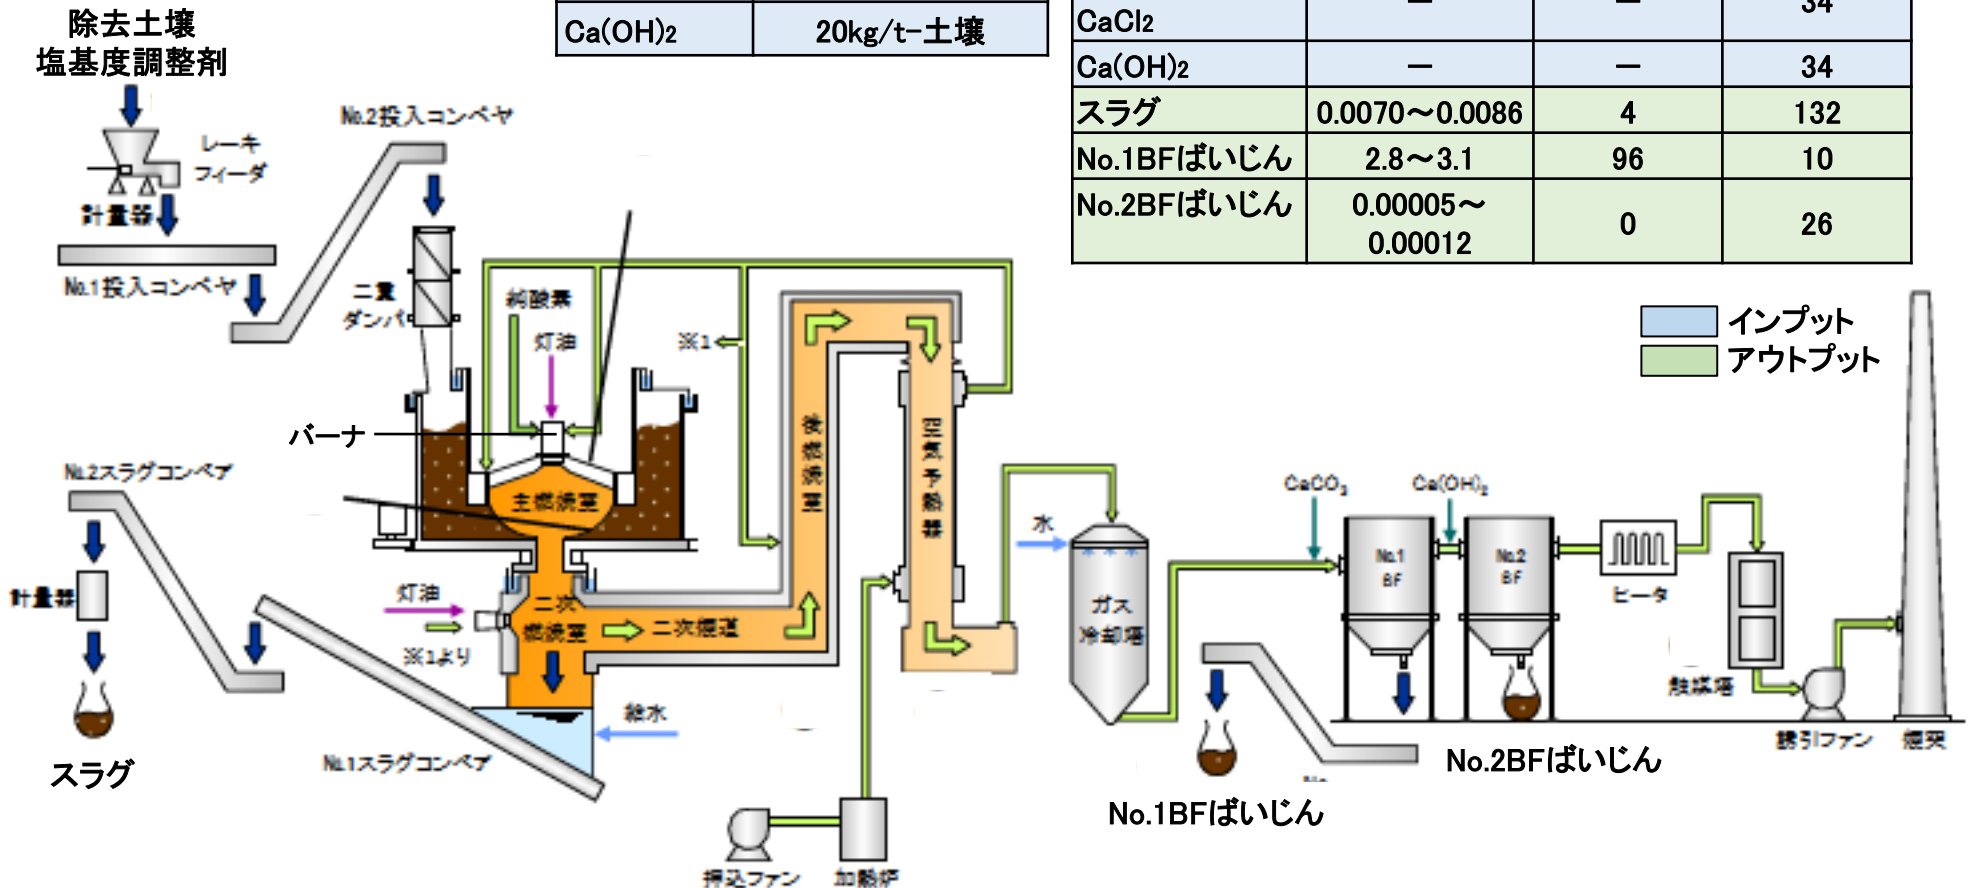 除去土壌
塩基度調整剤
Ca(OH)2 20kg/t-土壌
CaCl2 ー ー 34
Ca(OH)2 ー ー 34
スラグ 0.0070～0.0086 4 132
No.1BFばいじん 2.8～3.1 96 10
No.2BFばいじん 0.00005～
0.00012 0 26
インプット
アウトプット
レーキ
フィーダ
計量器
No.1投入コンベヤ
No.2投入コンベヤ
二重
ダンパ
純酸素
灯油
※1
バーナ
主燃焼室
No.2スラグコンベア
計量器
スラグ
灯油
※1より
二次
燃焼室
二次煙道
給水
No.1スラグコンベア
空気予熱器
押込ファン
加熱炉
水
ガス
冷却塔
CaCO3
Ca(OH)2
No.1
BF
No.2
BF
ヒータ
触媒塔
誘引ファン
煙突
No.1BFばいじん
No.2BFばいじん